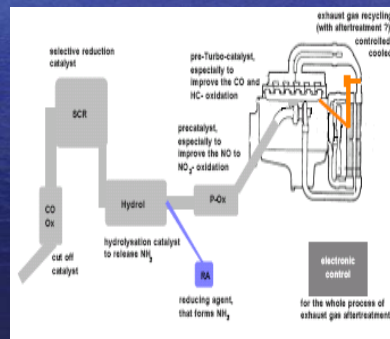 exhaust gas recycling
(with aftertreatment ?)
controlled
cooled
selective reduction
catalyst
pre-Turbo-catalyst,
especially to
improve the CO and
HC- oxidation
SCR
precatalyst,
especially to
improve the NO to
NO₂- oxidation
CO
Ox
Hydrol
P-Ox
cut off
catalyst
hydrolysation catalyst
to release NH₃
RA
reducing agent,
that forms NH₃
electronic
control
for the whole process of
exhaust gas aftertreatment